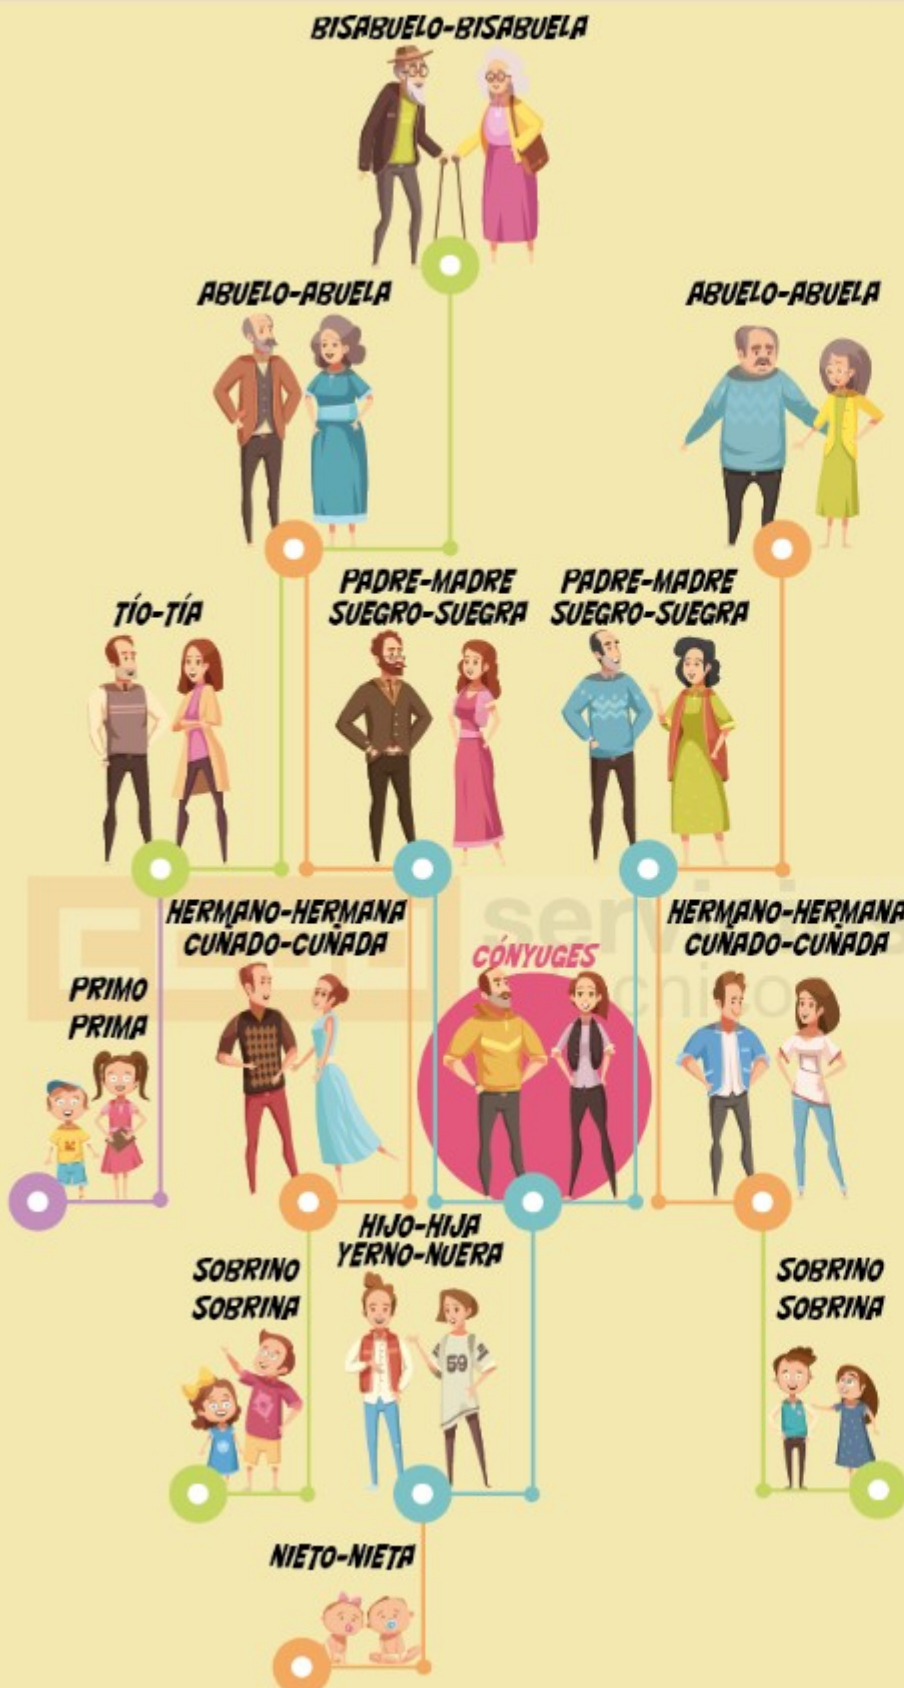 BISABUELO-BISABUELA
ABUELO-ABUELA
ABUELO-ABUELA
TÍO-TÍA
PADRE-MADRE
SUEGRO-SUEGRA
PADRE-MADRE
SUEGRO-SUEGRA
HERMANO-HERMANA
CUÑADO-CUÑADA
CÓNYUGES
HERMANO-HERMANA
CUÑADO-CUÑADA
PRIMO
PRIMA
HIJO-HIJA
YERNO-NUERA
59
SOBRINO
SOBRINA
SOBRINO
SOBRINA
NIETO-NIETA